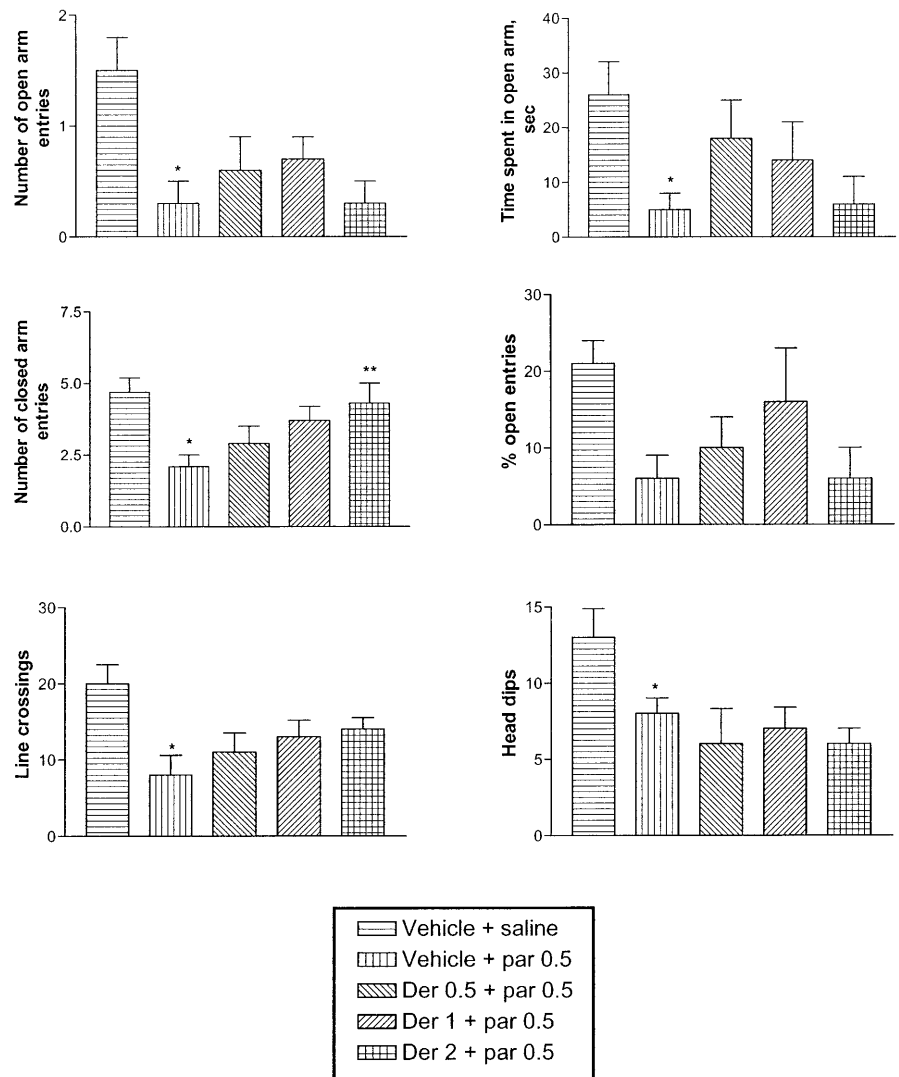 Number of open arm
entries
2
1
0
*
Time spent in open arm,
sec
40
30
20
10
0
*
Number of closed arm
entries
7.5
5.0
2.5
0.0
*
**
% open entries
30
20
10
0
Line crossings
30
20
10
0
*
Head dips
15
10
5
0
*
Vehicle + saline
Vehicle + par 0.5
Der 0.5 + par 0.5
Der 1 + par 0.5
Der 2 + par 0.5